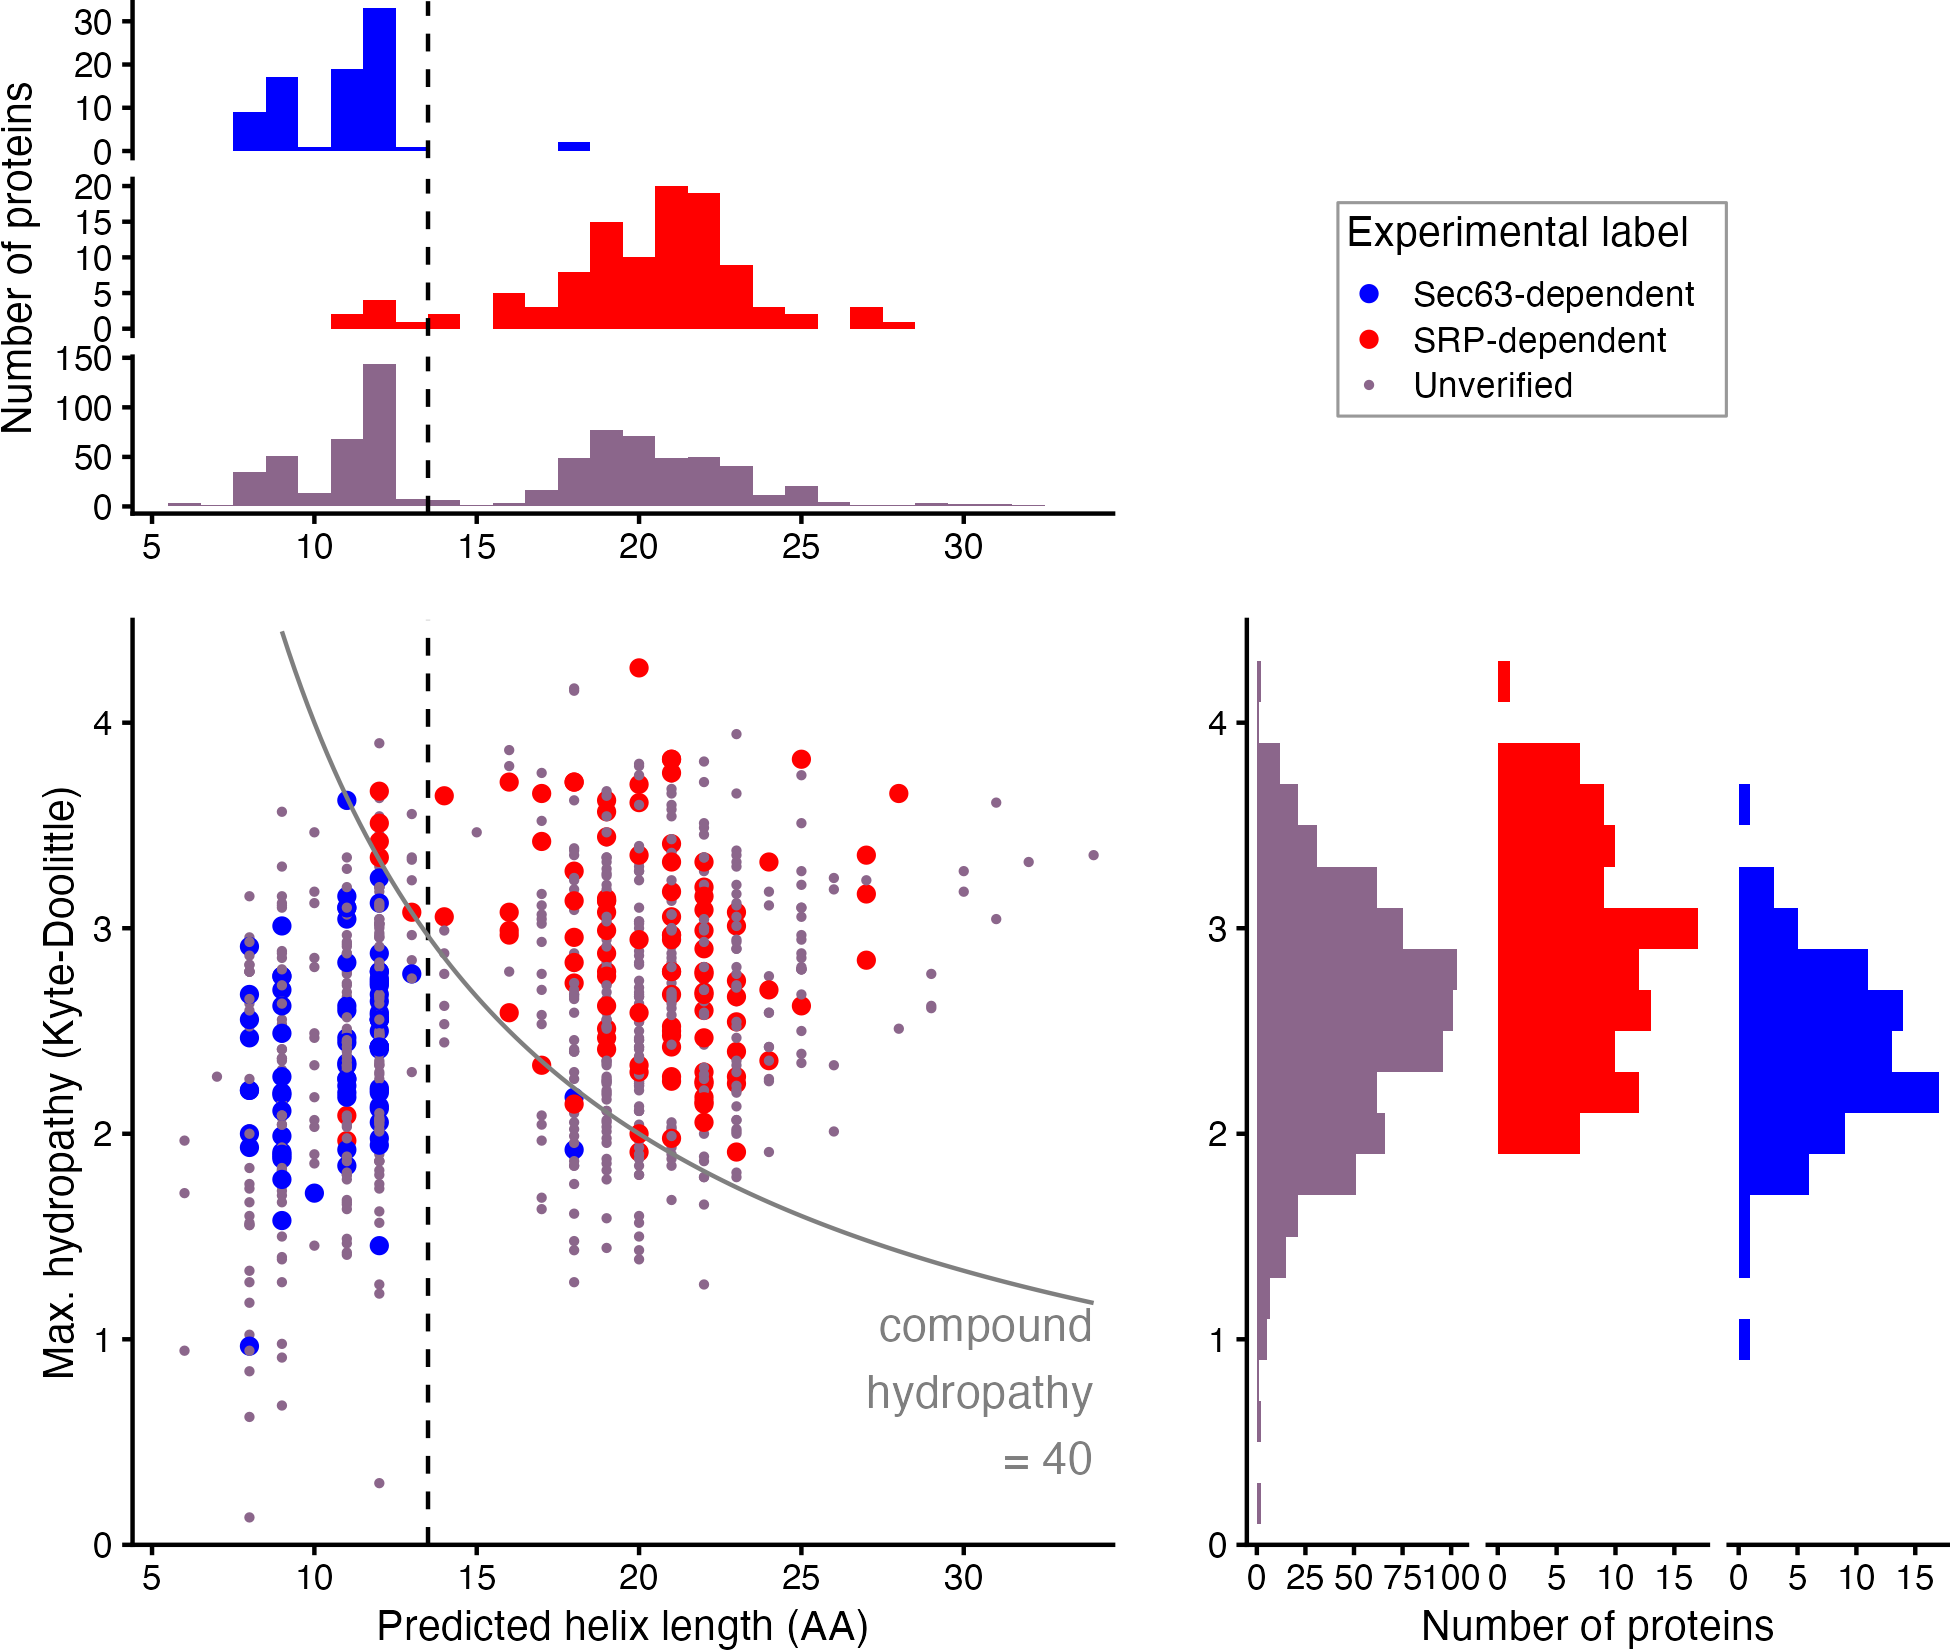 Number of proteins
30
20
10
0
20
15
10
5
0
150
100
50
0
5 10 15 20 25 30
Experimental label
Sec63-dependent
SRP-dependent
Unverified
Max. hydropathy (Kyte-Doolittle)
4
3
2
1
0
5 10 15 20 25 30
Predicted helix length (AA)
compound
hydropathy
= 40
4
3
2
1
0
0 25 50 75 100 0 5 10 15 0 5 10 15
Number of proteins